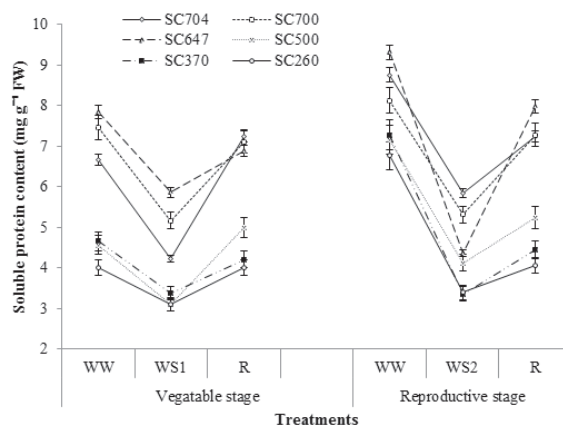 SC704 SC700
SC647 SC500
SC370 SC260
Soluble protein content (mg g⁻¹ FW)
10
9
8
7
6
5
4
3
2
WW WS1 R WW WS2 R
Vegatable stage Reproductive stage
Treatments